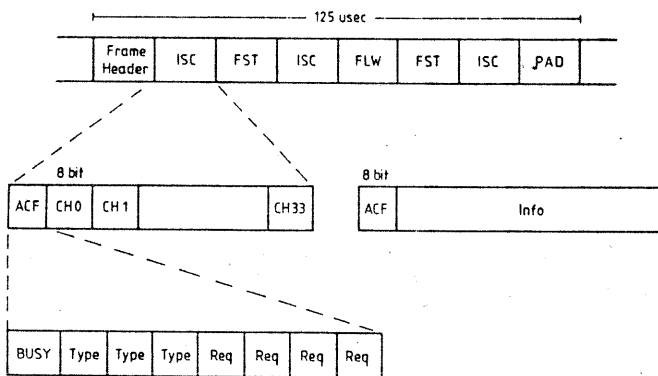 125 usec
Frame Header ISC FST ISC FLW FST ISC PAD
8 bit 8 bit
ACF CH0 CH1 CH33 ACF Info
BUSY Type Type Type Req Req Req Req